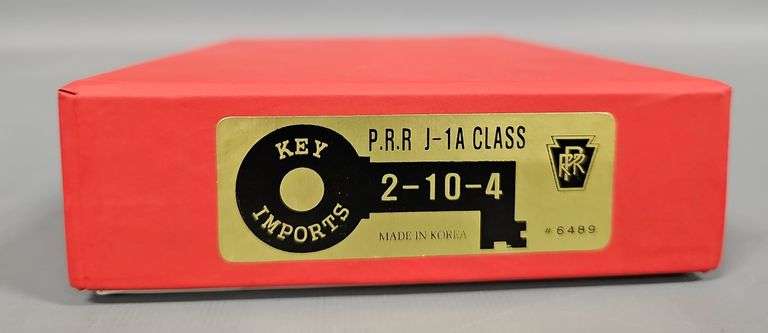 KEY
IMPORTS
P.R.R J-1A CLASS
2-10-4
MADE IN KOREA
PRR
#6489